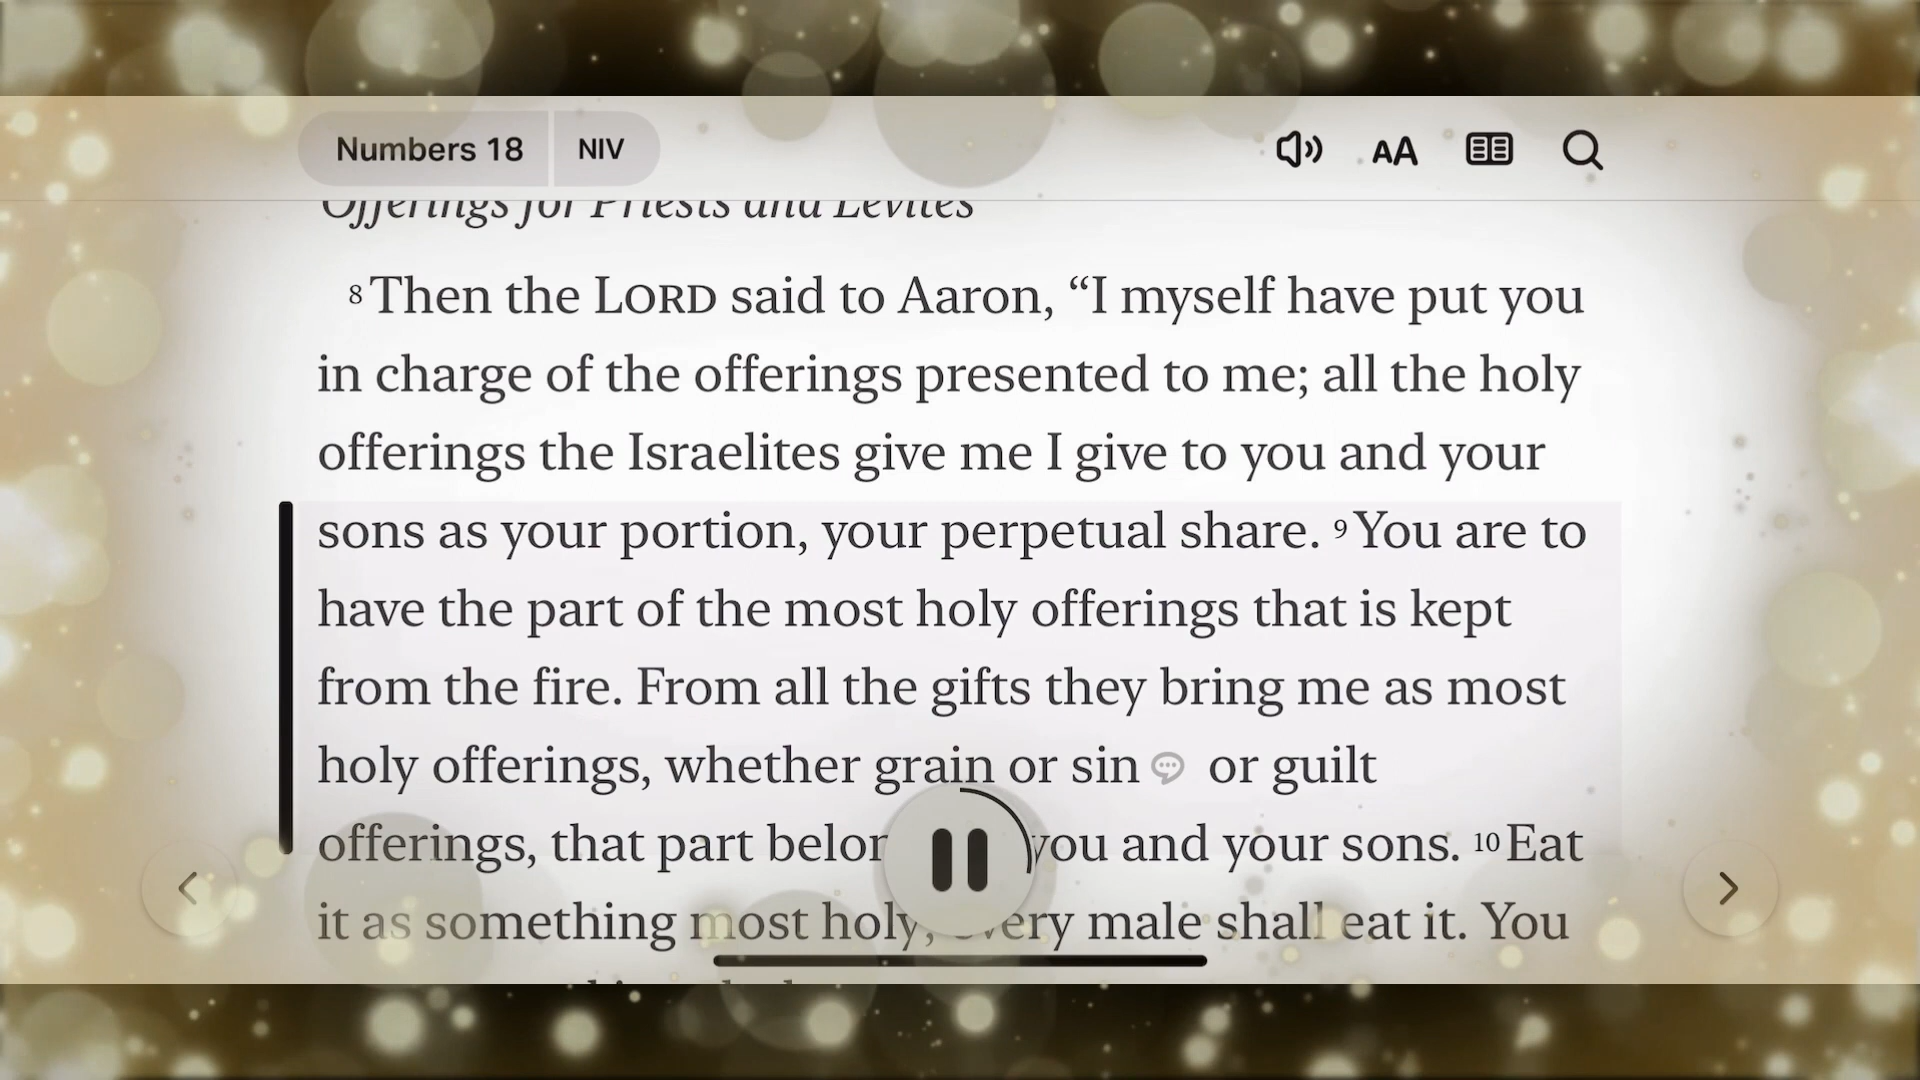 Numbers 18 NIV AA
Offerings for Priests and Levites
8 Then the LORD said to Aaron, “I myself have put you
in charge of the offerings presented to me; all the holy
offerings the Israelites give me I give to you and your
sons as your portion, your perpetual share. 9 You are to
have the part of the most holy offerings that is kept
from the fire. From all the gifts they bring me as most
holy offerings, whether grain or sin or guilt
offerings, that part you and your sons. 10 Eat
it as something most holy; male shall eat it. You